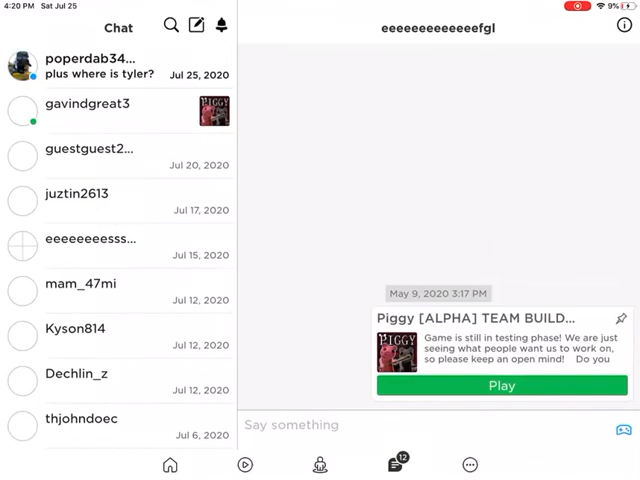 4:20 PM Sat Jul 25
9%
Chat
poperdab34...
plus where is tyler?
Jul 25, 2020
gavindgreat3
PIGGY
guestguest2...
Jul 20, 2020
juztin2613
Jul 17, 2020
eeeeeeesss...
Jul 15, 2020
mam_47mi
Jul 12, 2020
Kyson814
Jul 12, 2020
Dechlin_z
Jul 12, 2020
thjohndoec
Jul 6, 2020
eeeeeeeeeeeeefgl
May 9, 2020 3:17 PM
Piggy [ALPHA] TEAM BUILD...
PIGGY
Game is still in testing phase! We are just
seeing what people want us to work on,
so please keep an open mind! Do you
Play
Say something
12